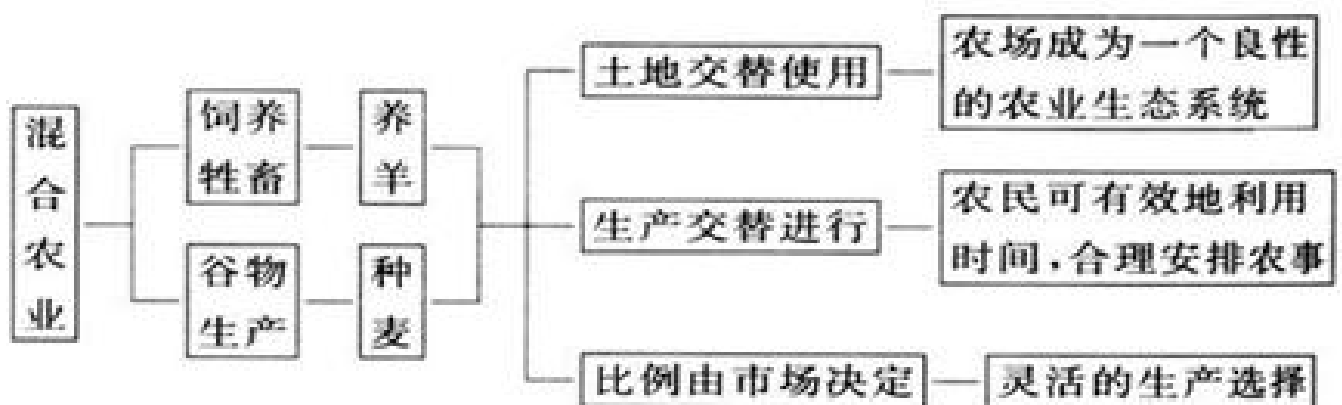 混合农业
饲养
牲畜
养羊
谷物
生产
种麦
土地交替使用
农场成为一个良性
的农业生态系统
生产交替进行
农民可有效地利用
时间,合理安排农事
比例由市场决定
灵活的生产选择